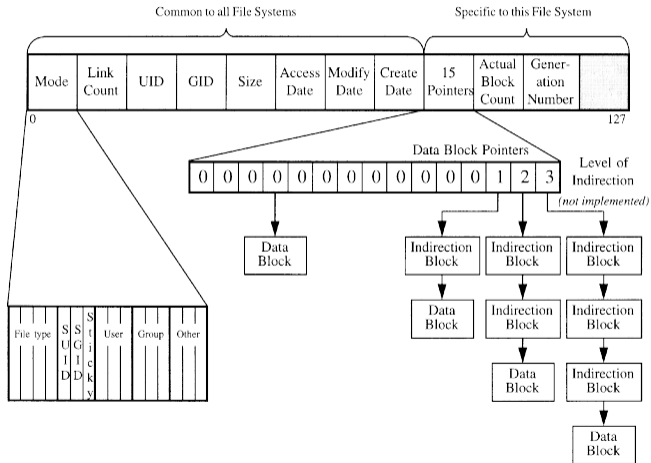 Common to all File Systems
Specific to this File System
Mode
Link Count
UID
GID
Size
Access Date
Modify Date
Create Date
15 Pointers
Actual Block Count
Gener-ation Number
0
127
Data Block Pointers
Level of Indirection
(not implemented)
0 0 0 0 0 0 0 0 0 0 0 0 1 2 3
Data Block
Indirection Block
Indirection Block
Indirection Block
Data Block
Indirection Block
Indirection Block
Data Block
Indirection Block
Data Block
File type
SUID
SGID
Sticky
User
Group
Other